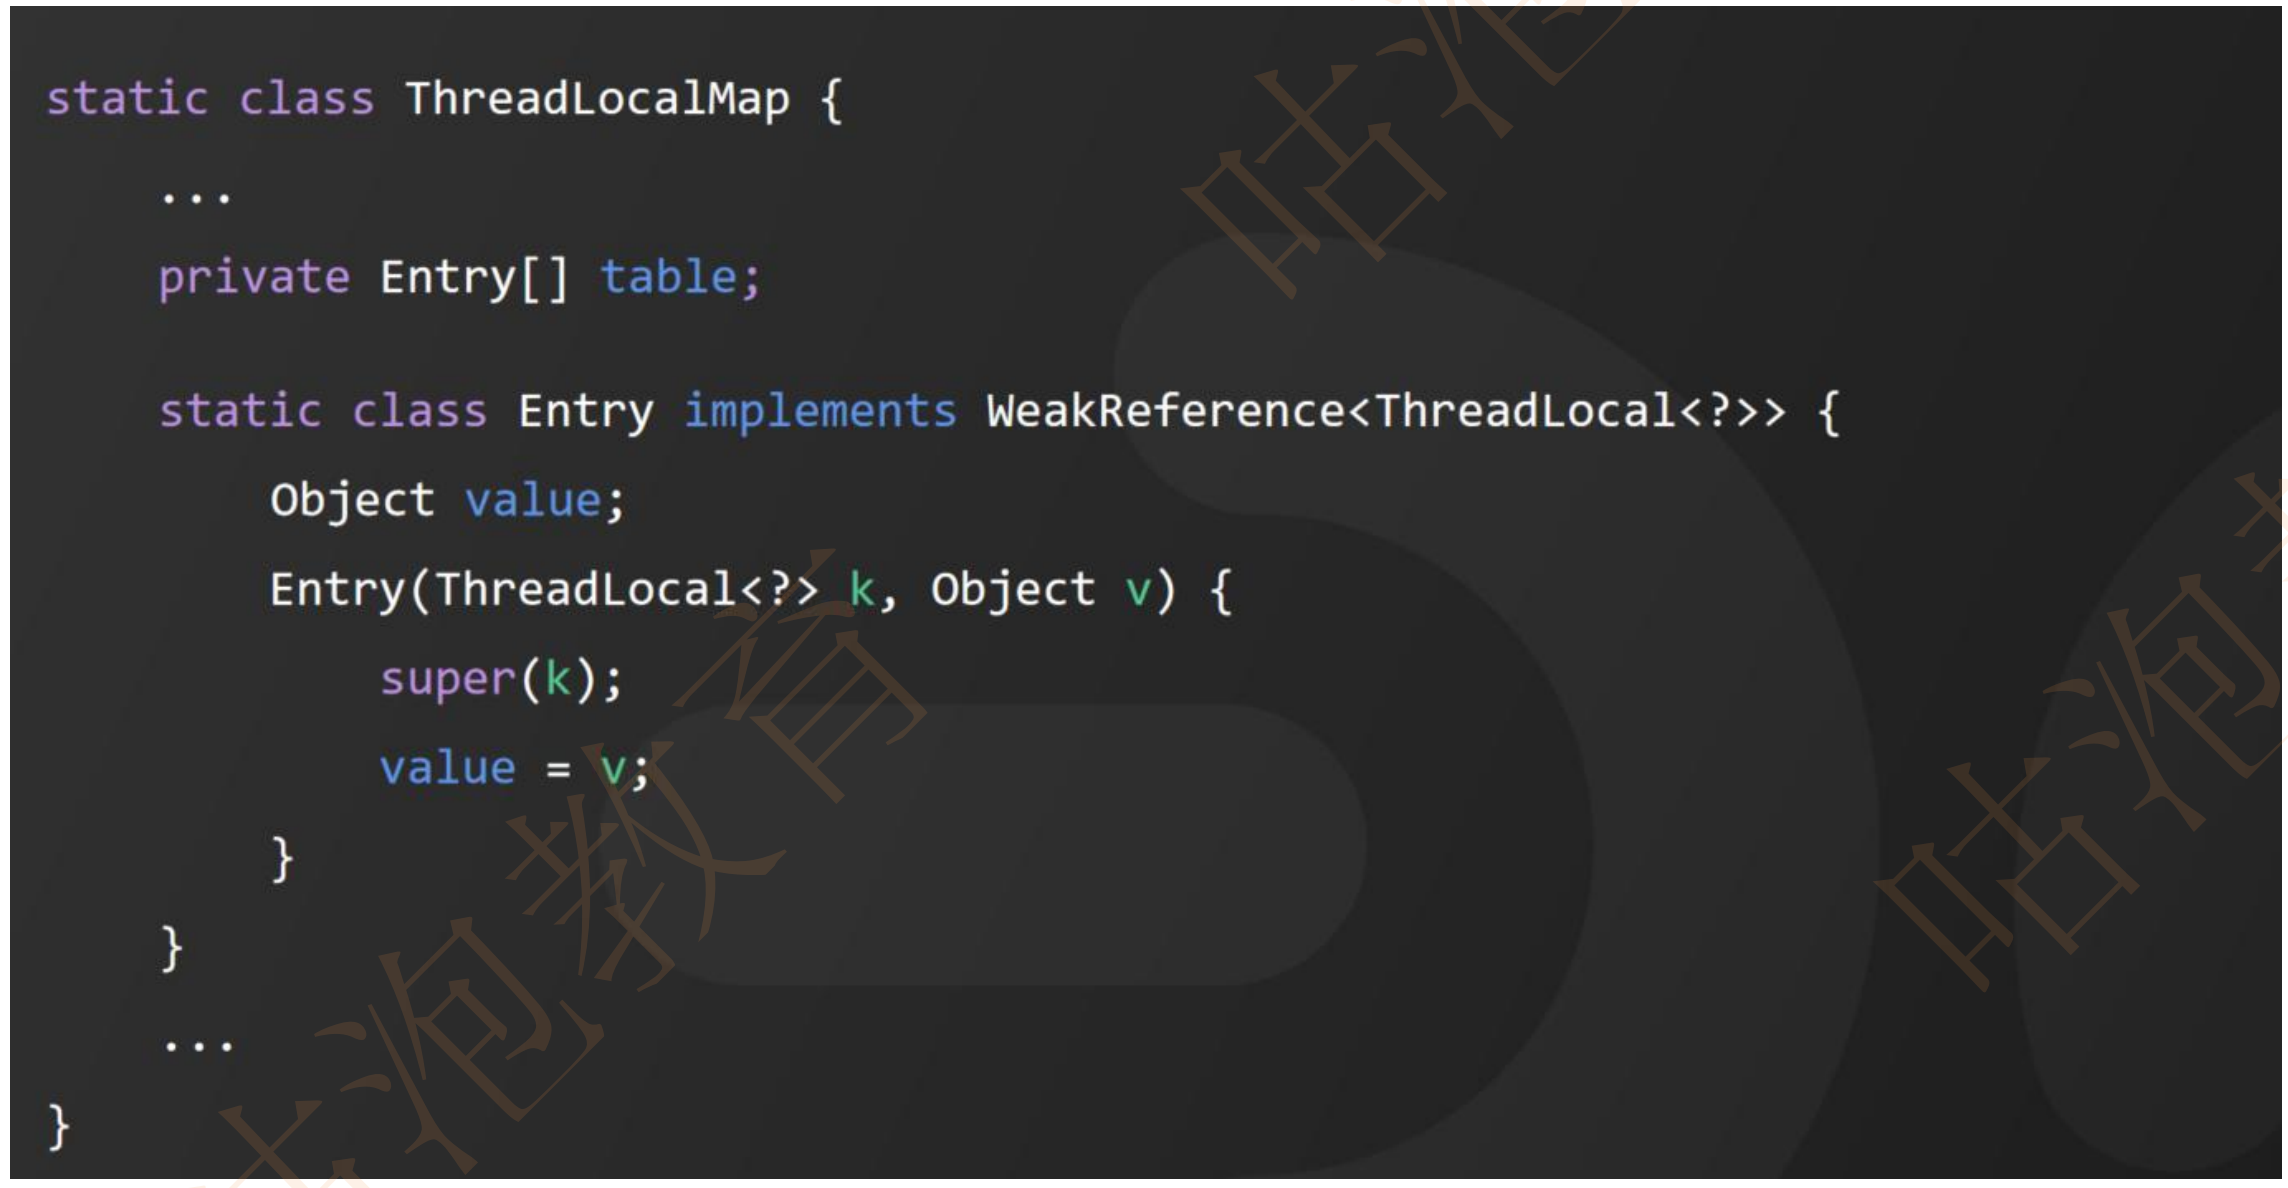 static class ThreadLocalMap {
...
private Entry[] table;
static class Entry implements WeakReference<ThreadLocal<?>> {
Object value;
Entry(ThreadLocal<?> k, Object v) {
super(k);
value = v;
}
}
...
}
咕泡教育
咕泡
咕泡教